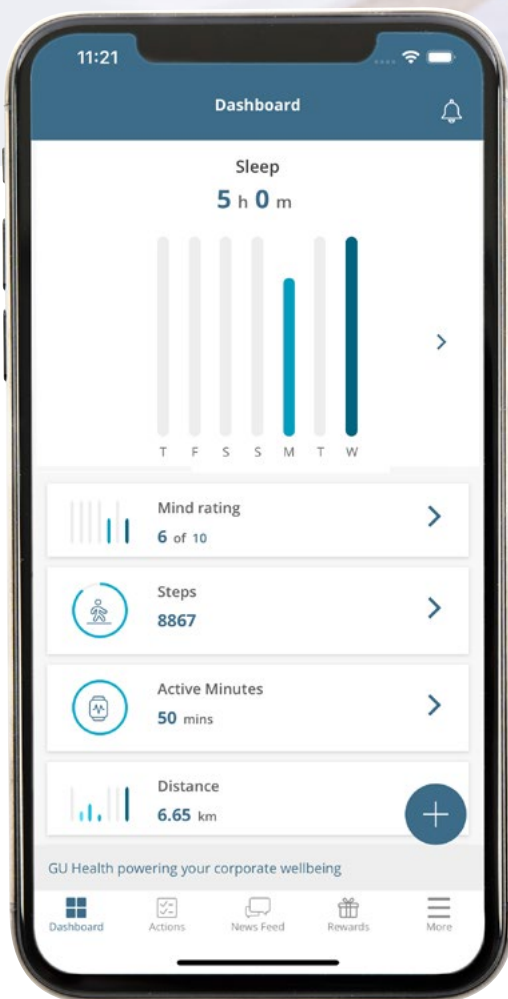 11:21
Dashboard
Sleep
5 h 0 m
T F S S M T W
Mind rating
6 of 10
Steps
8867
Active Minutes
50 mins
Distance
6.65 km
GU Health powering your corporate wellbeing
Dashboard Actions News Feed Rewards More